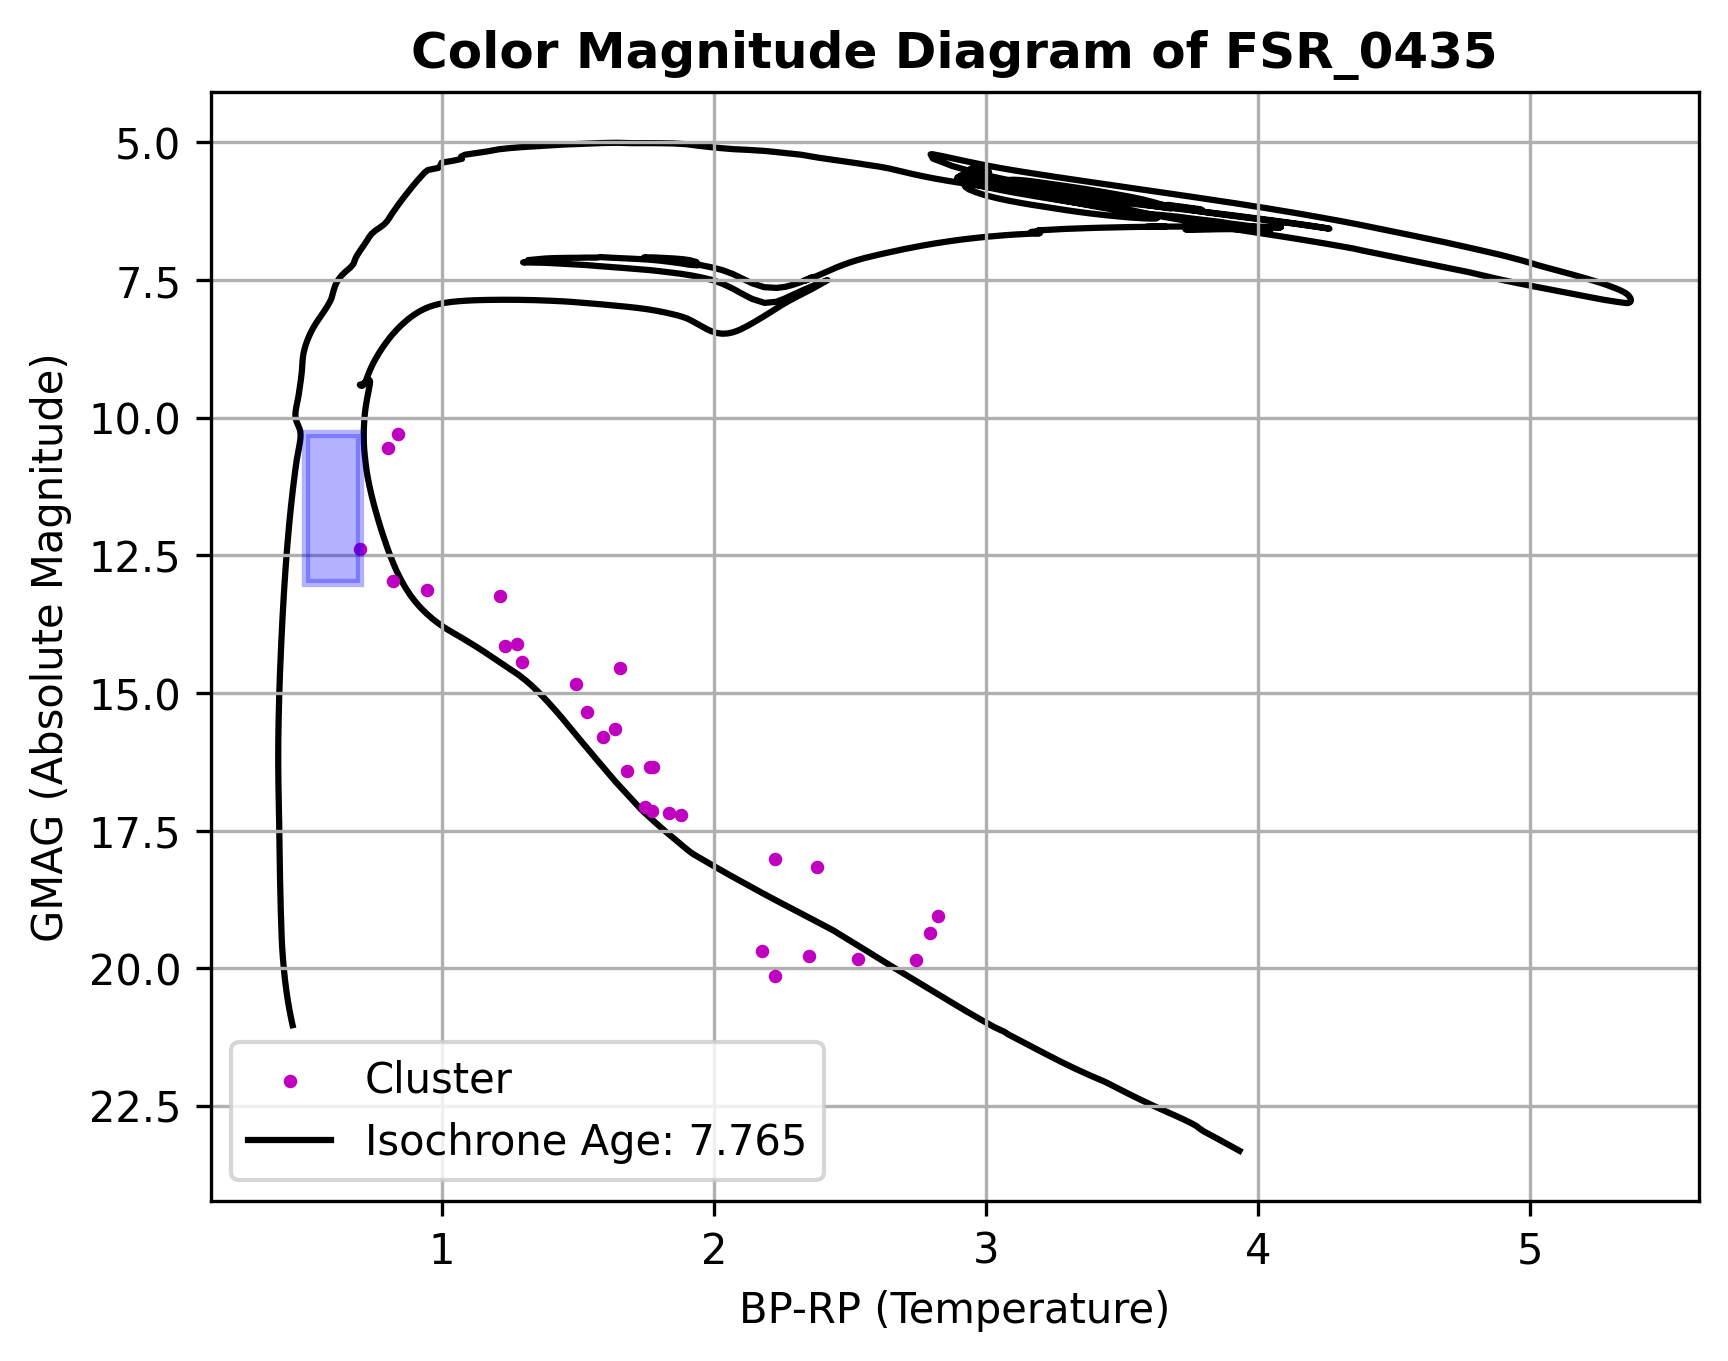 Color Magnitude Diagram of FSR_0435
GMAG (Absolute Magnitude)
5.0
7.5
10.0
12.5
15.0
17.5
20.0
22.5
Cluster
Isochrone Age: 7.765
1 2 3 4 5
BP-RP (Temperature)